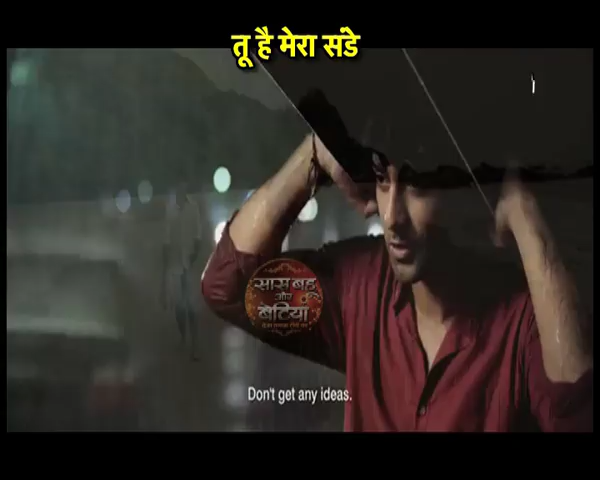 तू है मेरा संडे
सास बहू
और
बेटियां
Don't get any ideas.